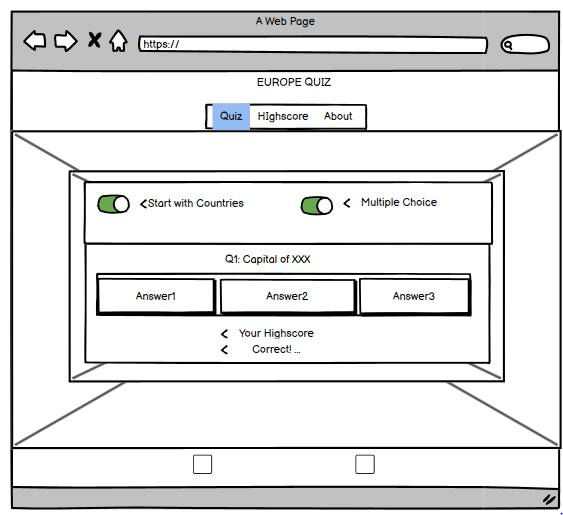 A Web Page
https://
EUROPE QUIZ
Quiz HIghscore About
<Start with Countries < Multiple Choice
Q1: Capital of XXX
Answer1 Answer2 Answer3
< Your Highscore
< Correct! ...